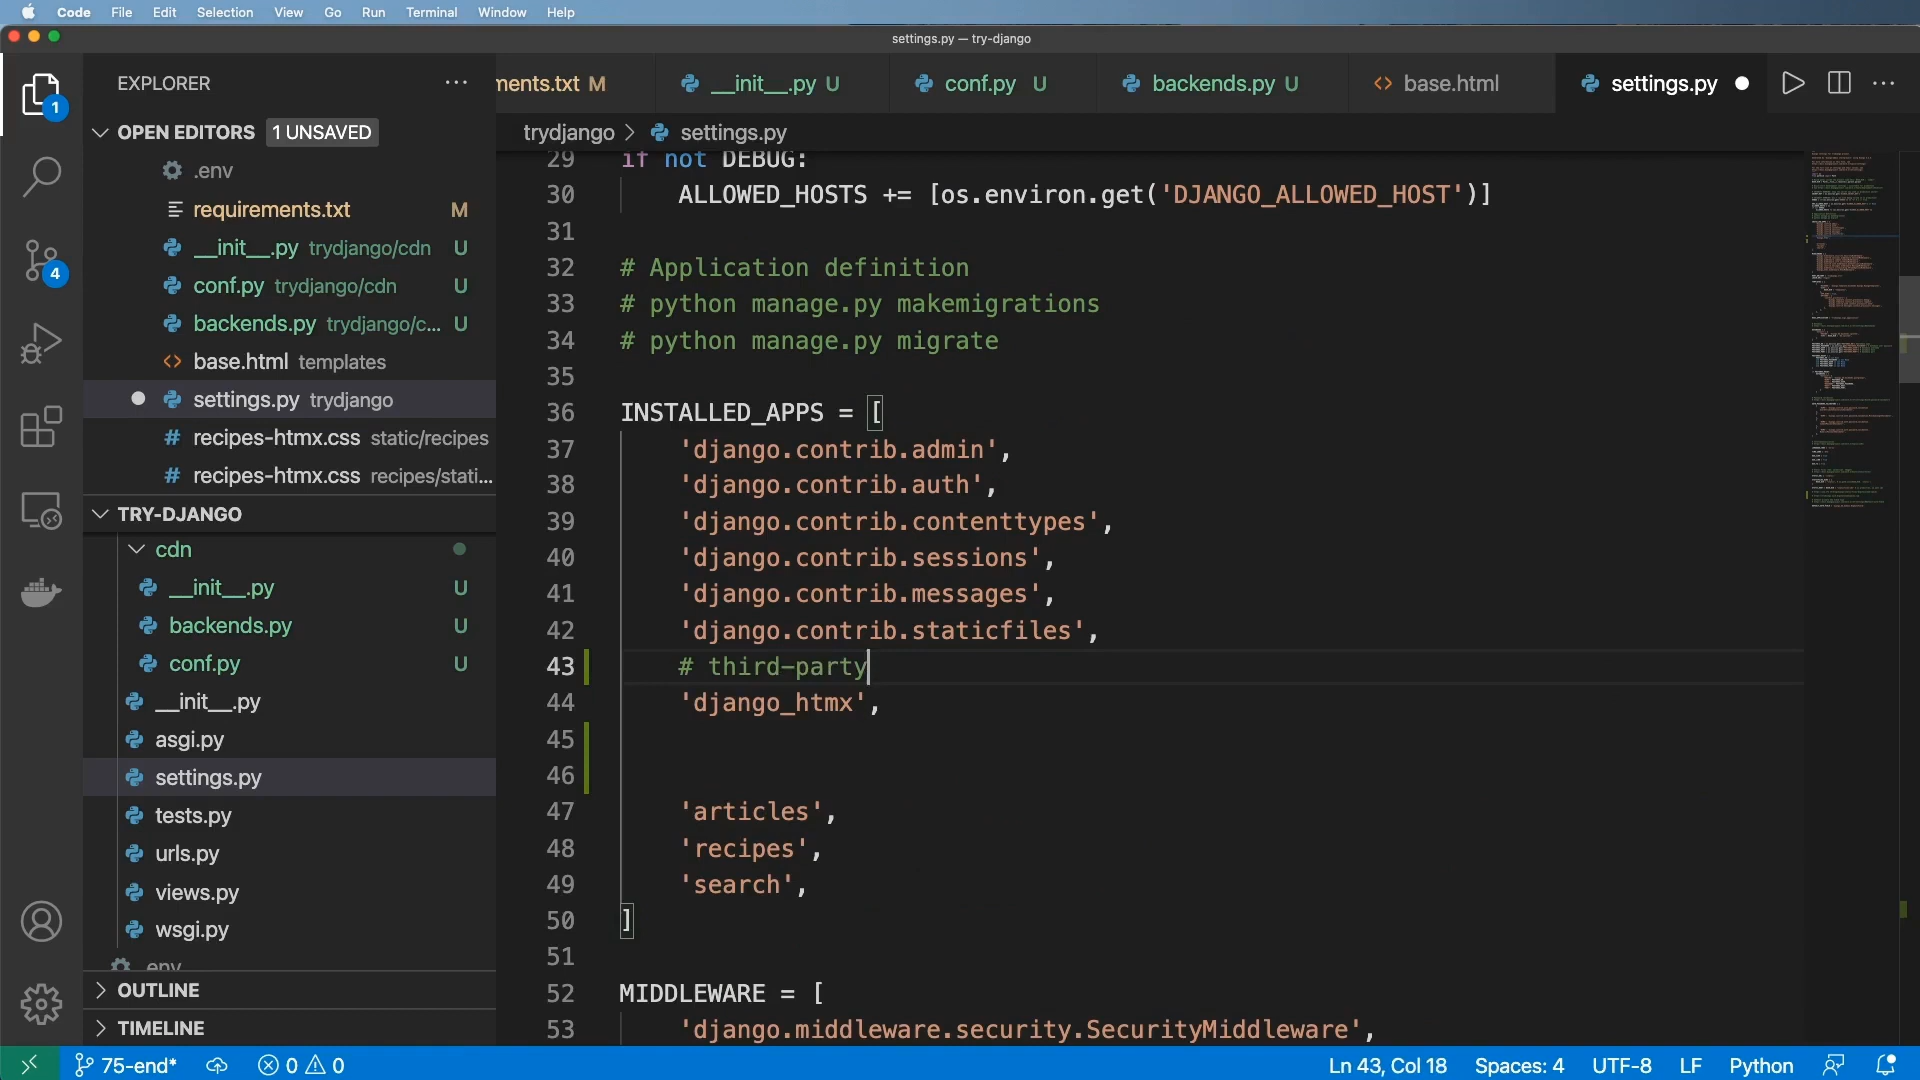 Code File Edit Selection View Go Run Terminal Window Help
settings.py — try-django
EXPLORER
ments.txt M
__init__.py U
conf.py U
backends.py U
base.html
settings.py
OPEN EDITORS 1 UNSAVED
.env
requirements.txt M
__init__.py trydjango/cdn U
conf.py trydjango/cdn U
backends.py trydjango/c... U
base.html templates
settings.py trydjango
recipes-htmx.css static/recipes
recipes-htmx.css recipes/stati...
TRY-DJANGO
cdn
__init__.py U
backends.py U
conf.py U
__init__.py
asgi.py
settings.py
tests.py
urls.py
views.py
wsgi.py
.env
OUTLINE
TIMELINE
1
4
trydjango > settings.py
29 if not DEBUG:
30 ALLOWED_HOSTS += [os.environ.get('DJANGO_ALLOWED_HOST')]
31
32 # Application definition
33 # python manage.py makemigrations
34 # python manage.py migrate
35
36 INSTALLED_APPS = [
37 'django.contrib.admin',
38 'django.contrib.auth',
39 'django.contrib.contenttypes',
40 'django.contrib.sessions',
41 'django.contrib.messages',
42 'django.contrib.staticfiles',
43 # third-party
44 'django_htmx',
45
46
47 'articles',
48 'recipes',
49 'search',
50 ]
51
52 MIDDLEWARE = [
53 'django.middleware.security.SecurityMiddleware',
75-end* 0 0 Ln 43, Col 18 Spaces: 4 UTF-8 LF Python